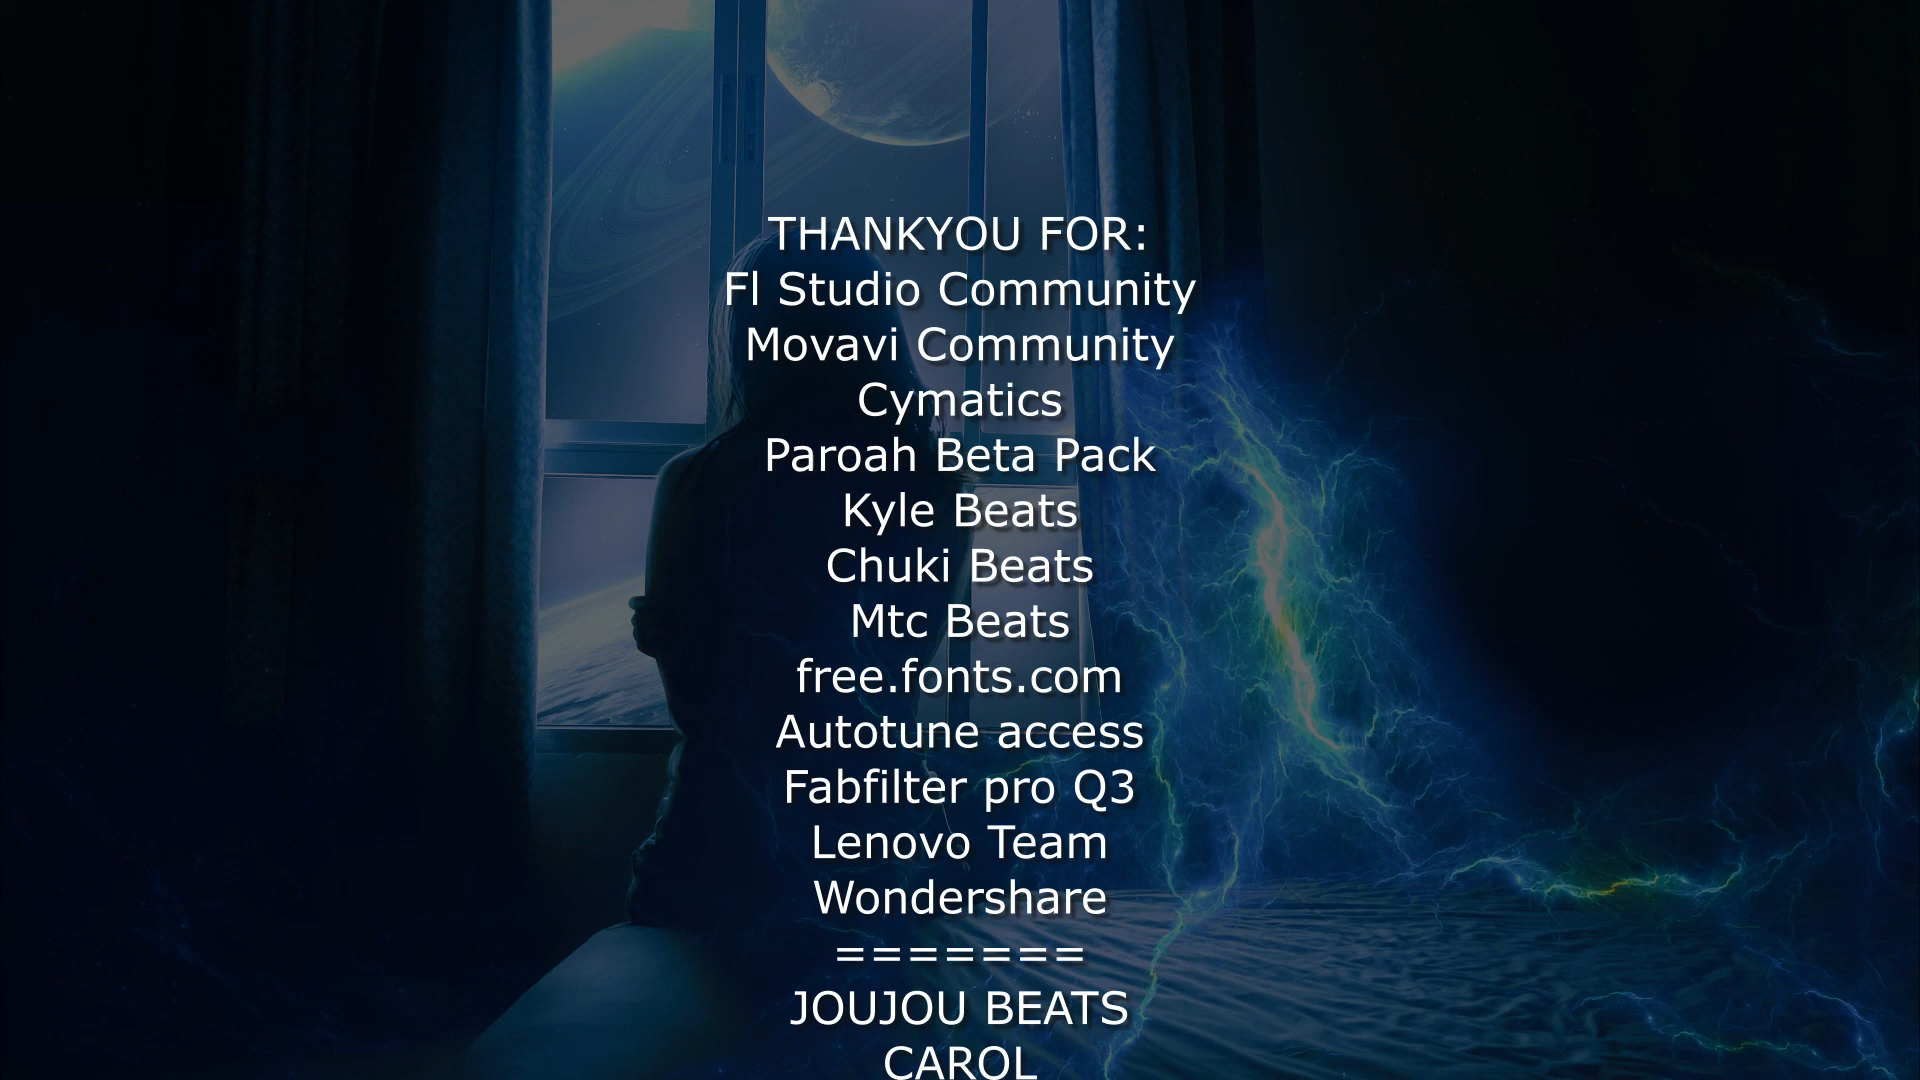 THANKYOU FOR:
Fl Studio Community
Movavi Community
Cymatics
Paroah Beta Pack
Kyle Beats
Chuki Beats
Mtc Beats
free.fonts.com
Autotune access
Fabfilter pro Q3
Lenovo Team
Wondershare
=======
JOUJOU BEATS
CAROL